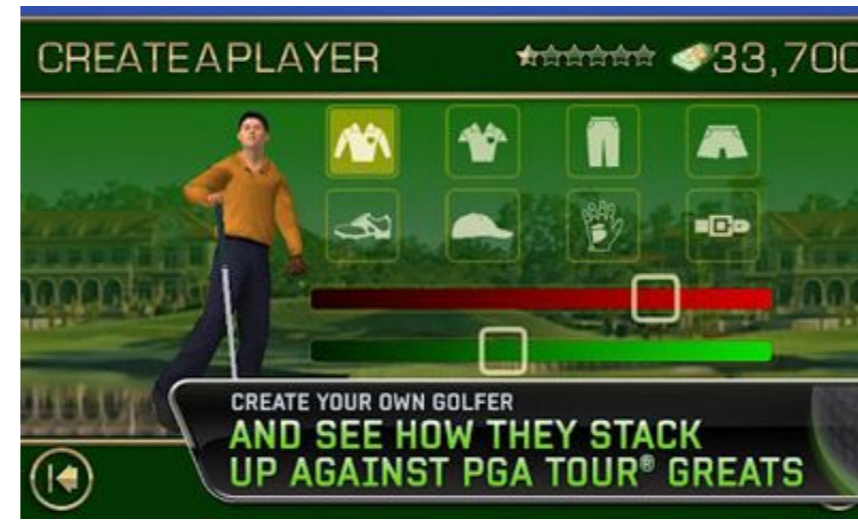 CREATE A PLAYER
33,700
CREATE YOUR OWN GOLFER
AND SEE HOW THEY STACK
UP AGAINST PGA TOUR® GREATS